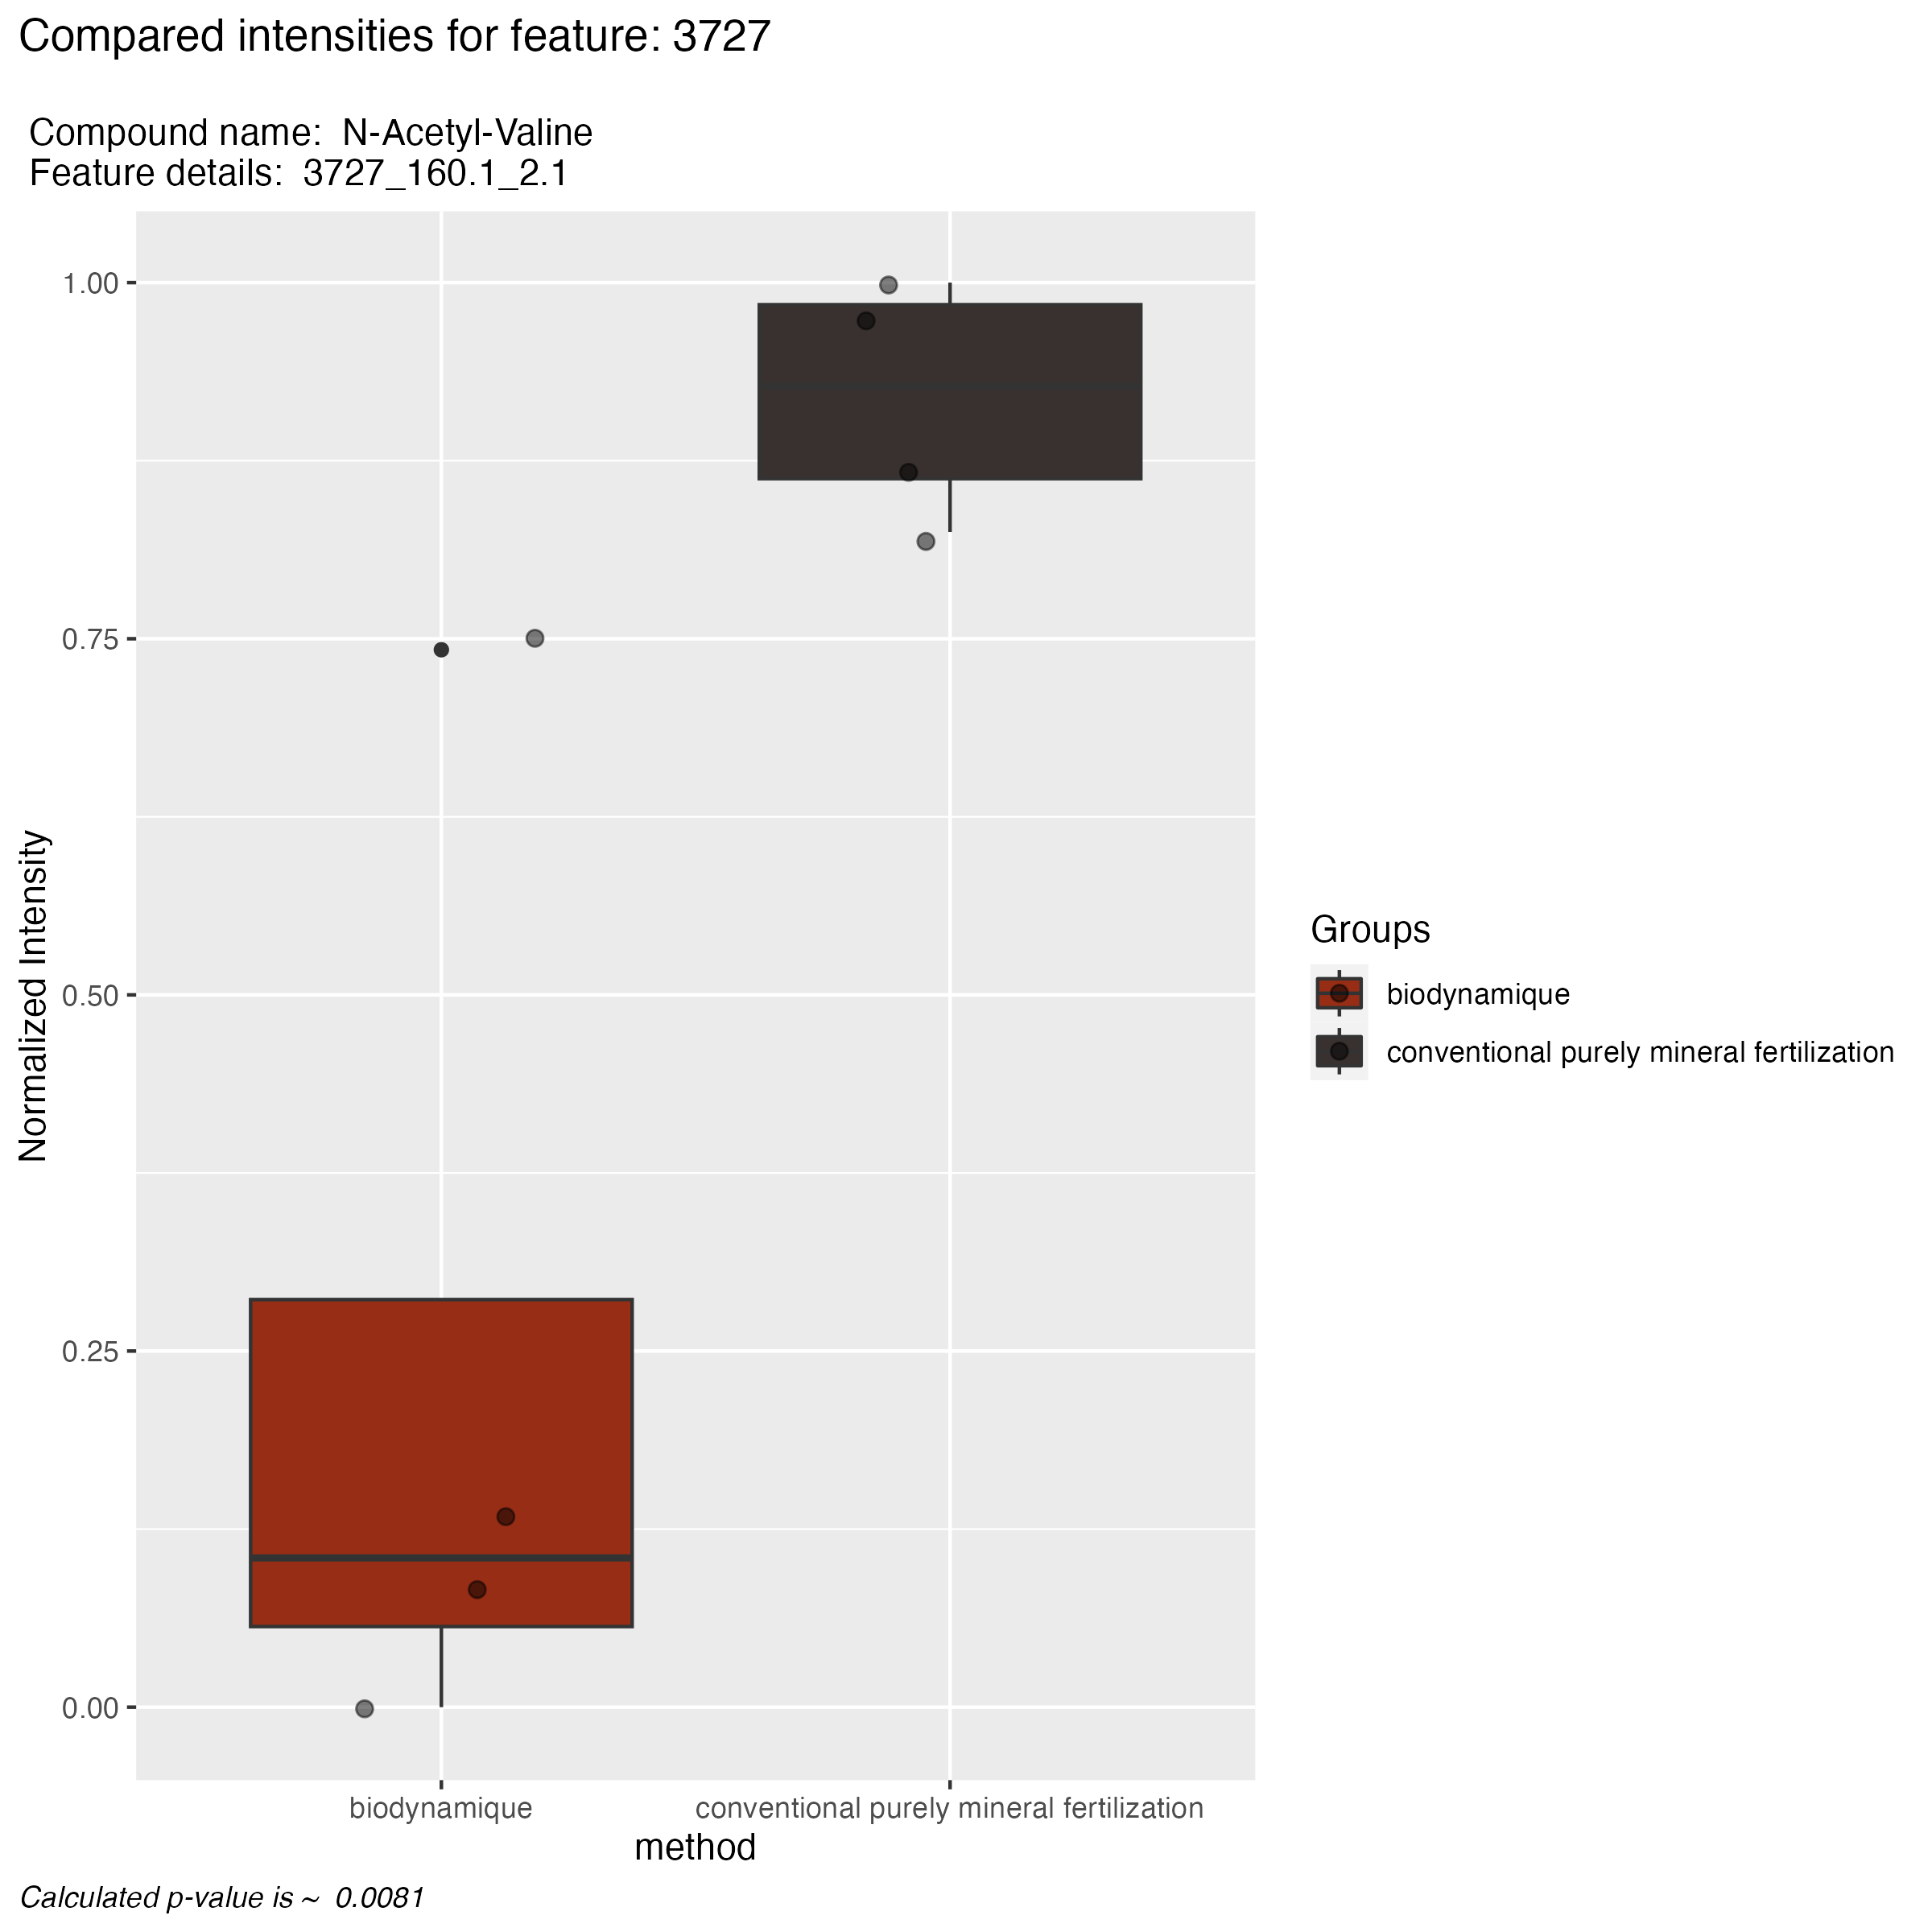 Compared intensities for feature: 3727
Compound name:  N-Acetyl-Valine
Feature details:  3727_160.1_2.1
1.00
0.75
0.50
0.25
0.00
Normalized Intensity
biodynamique
conventional purely mineral fertilization
method
Groups
biodynamique
conventional purely mineral fertilization
Calculated p-value is ~  0.0081